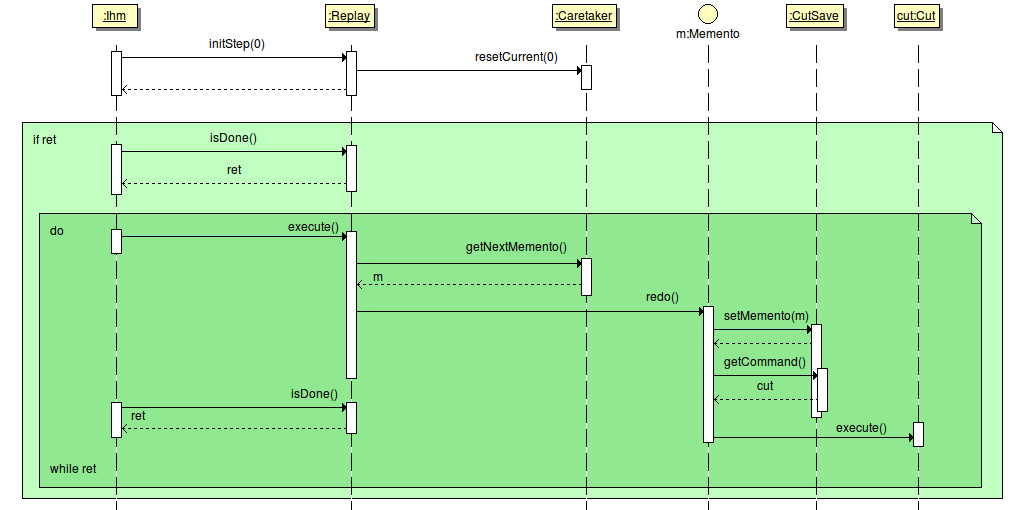 :Ihm
:Replay
:Caretaker
m:Memento
:CutSave
cut:Cut
initStep(0)
resetCurrent(0)
if ret
isDone()
ret
do
execute()
getNextMemento()
m
redo()
setMemento(m)
getCommand()
cut
isDone()
ret
execute()
while ret